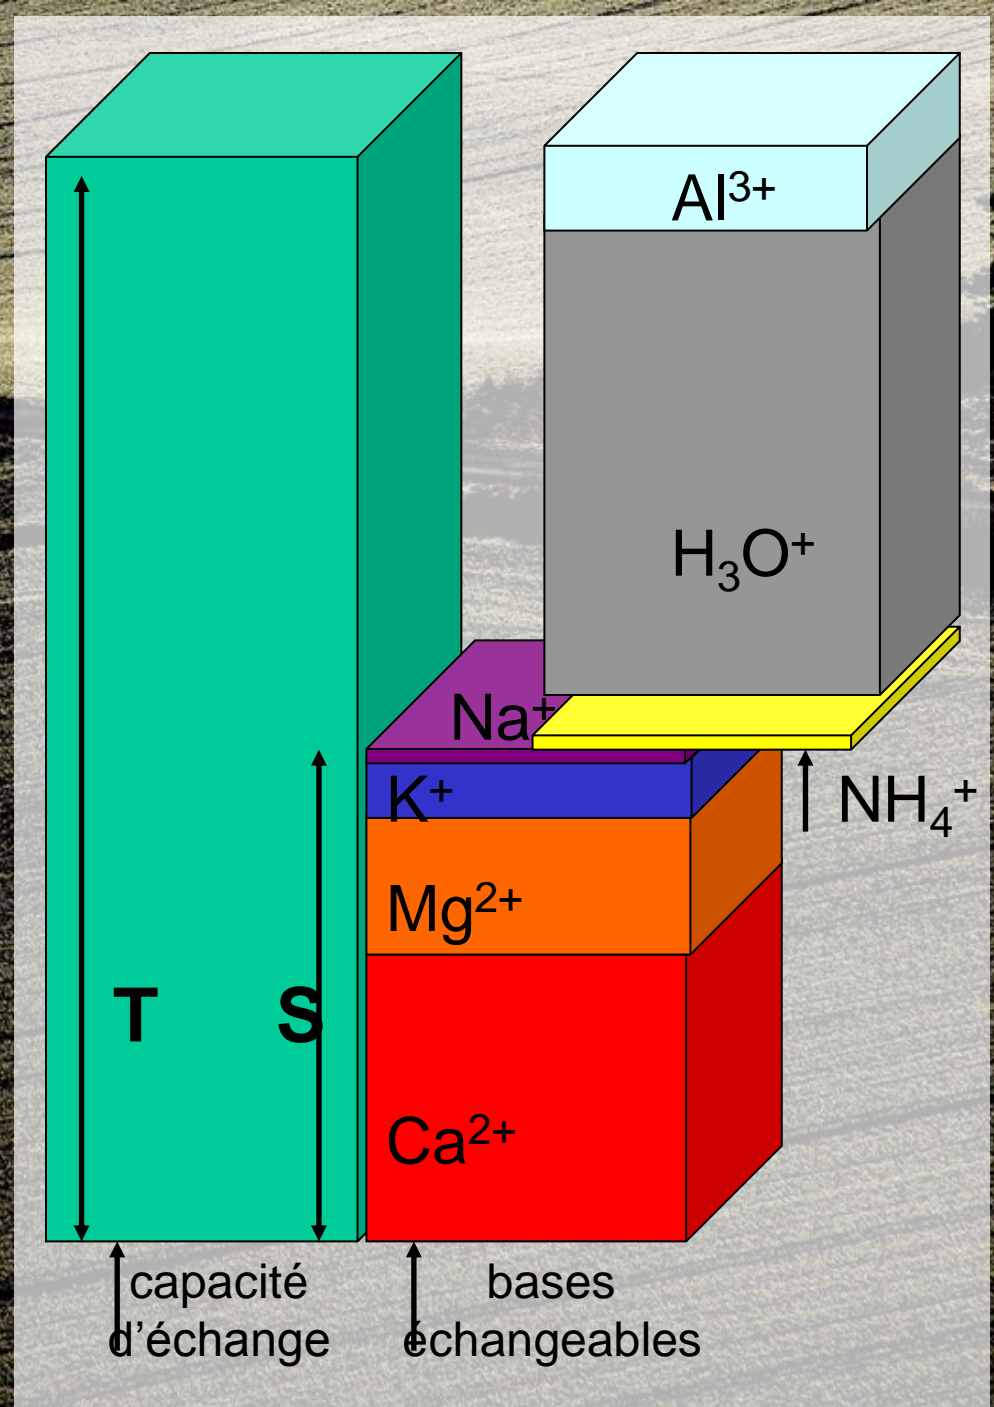 Al³⁺
H₃O⁺
Na⁺
K⁺
NH₄⁺
Mg²⁺
T S
Ca²⁺
capacité
d’échange
bases
échangeables